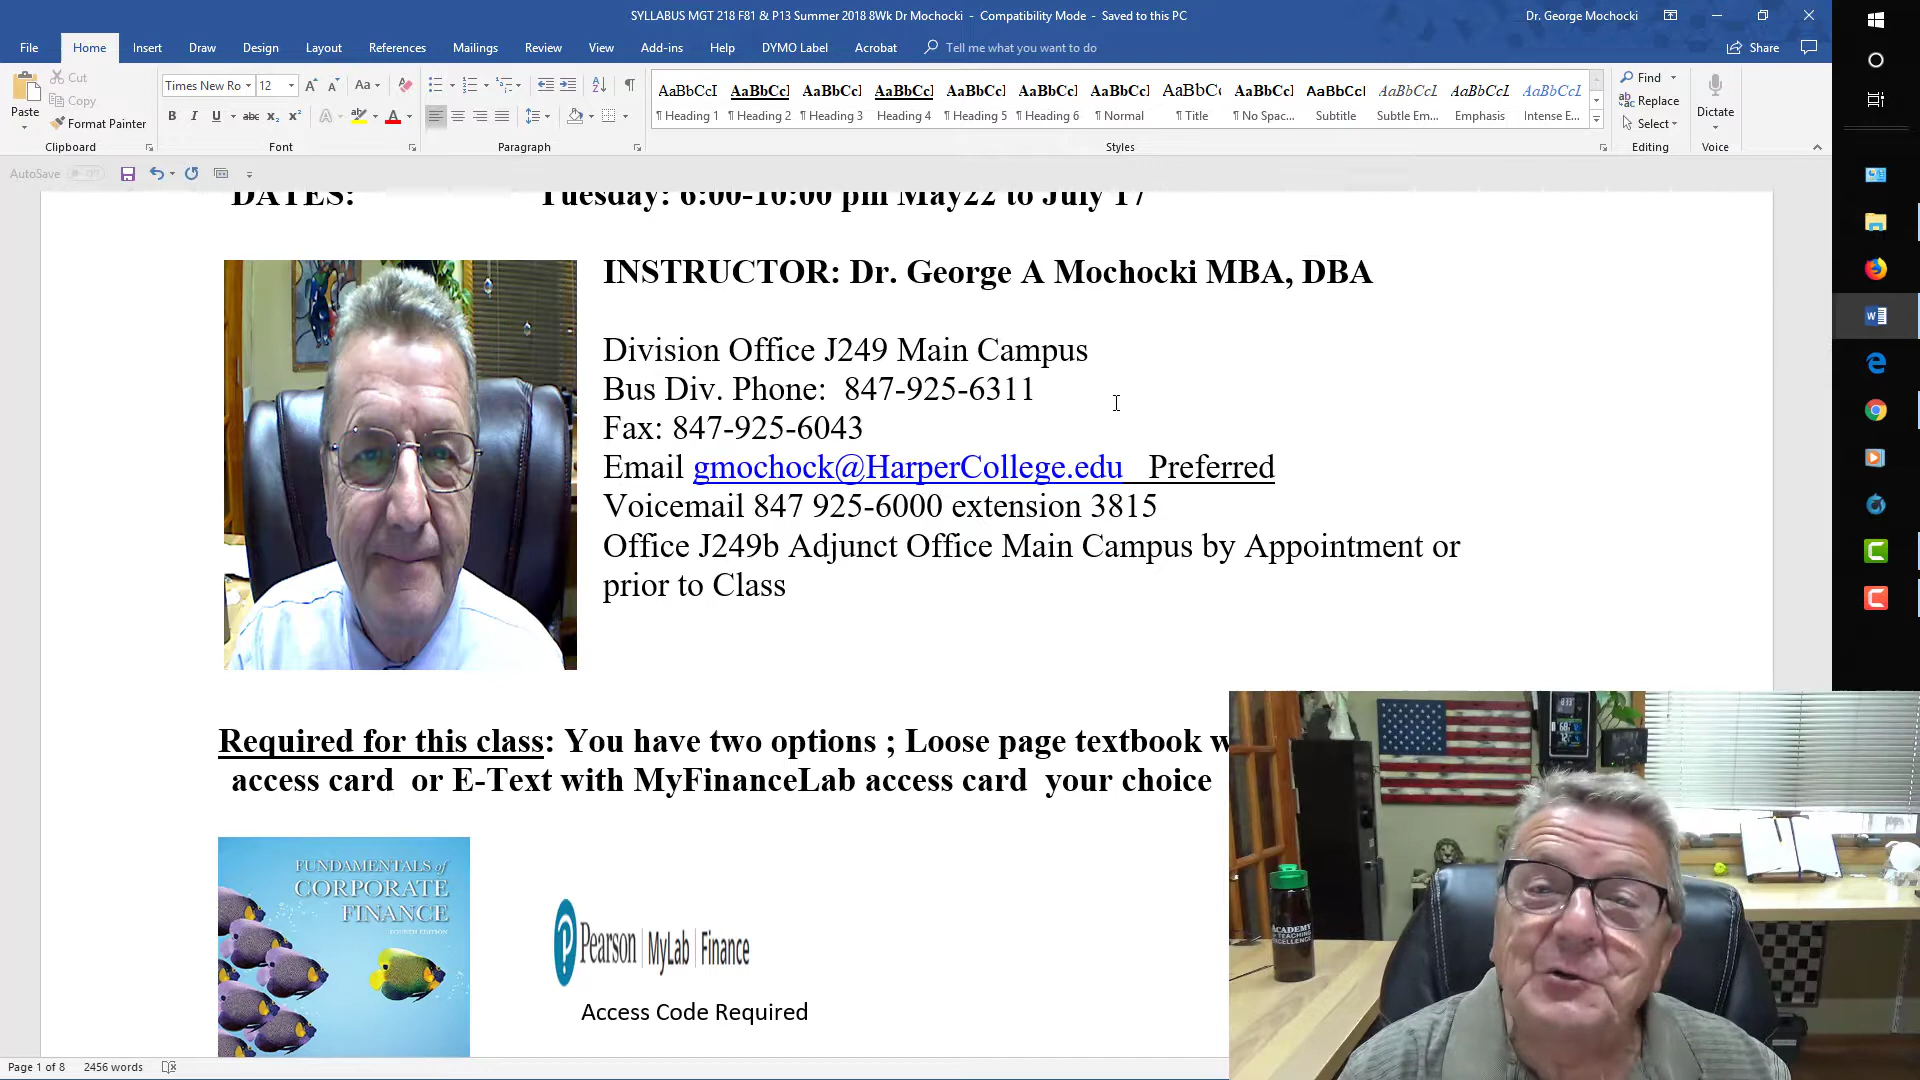 SYLLABUS MGT 218 F81 & P13 Summer 2018 8Wk Dr Mochocki - Compatibility Mode - Saved to this PC
Dr. George Mochocki
File Home Insert Draw Design Layout References Mailings Review View Add-ins Help DYMO Label Acrobat Tell me what you want to do Share
Paste
Cut
Copy
Format Painter
Clipboard
Times New Ro 12
Font
Paragraph
AaBbCcI AaBbCcI AaBbCcI AaBbCcI AaBbCcI AaBbCcI AaBbCcI AaBbCc AaBbCcI AaBbCcI AaBbCcL AaBbCcL AaBbCcL
¶ Heading 1 ¶ Heading 2 ¶ Heading 3 Heading 4 ¶ Heading 5 ¶ Heading 6 ¶ Normal ¶ Title ¶ No Spac... Subtitle Subtle Em... Emphasis Intense E...
Styles
Find
Replace
Select
Editing
Dictate
Voice
AutoSave Off
DATES: Tuesday: 6:00-10:00 pm May22 to July 17
INSTRUCTOR: Dr. George A Mochocki MBA, DBA
Division Office J249 Main Campus
Bus Div. Phone: 847-925-6311
Fax: 847-925-6043
Email gmochock@HarperCollege.edu Preferred
Voicemail 847 925-6000 extension 3815
Office J249b Adjunct Office Main Campus by Appointment or
prior to Class
Required for this class: You have two options ; Loose page textbook w
access card or E-Text with MyFinanceLab access card your choice
FUNDAMENTALS of
CORPORATE
FINANCE
FOURTH EDITION
Pearson MyLab Finance
Access Code Required
ACADEMY
TEACHING
EXCELLENCE
Page 1 of 8 2456 words